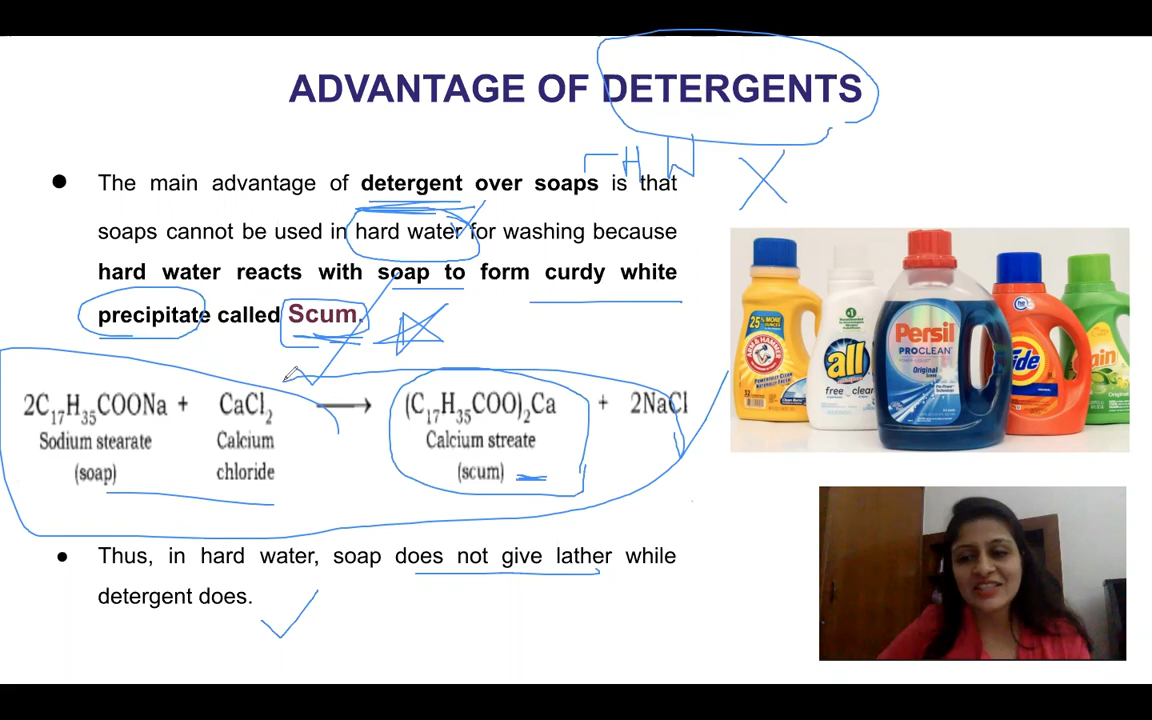 ADVANTAGE OF DETERGENTS
H W
The main advantage of detergent over soaps is that
soaps cannot be used in hard water for washing because
hard water reacts with soap to form curdy white
precipitate called Scum.
2C17H35COONa + CaCl2 → (C17H35COO)2Ca + 2NaCl
Sodium stearate Calcium Calcium streate
(soap) chloride (scum)
Thus, in hard water, soap does not give lather while
detergent does.
25% MORE
ARM & HAMMER
all
free clear
Persil
PROCLEAN
Original
Tide
Original